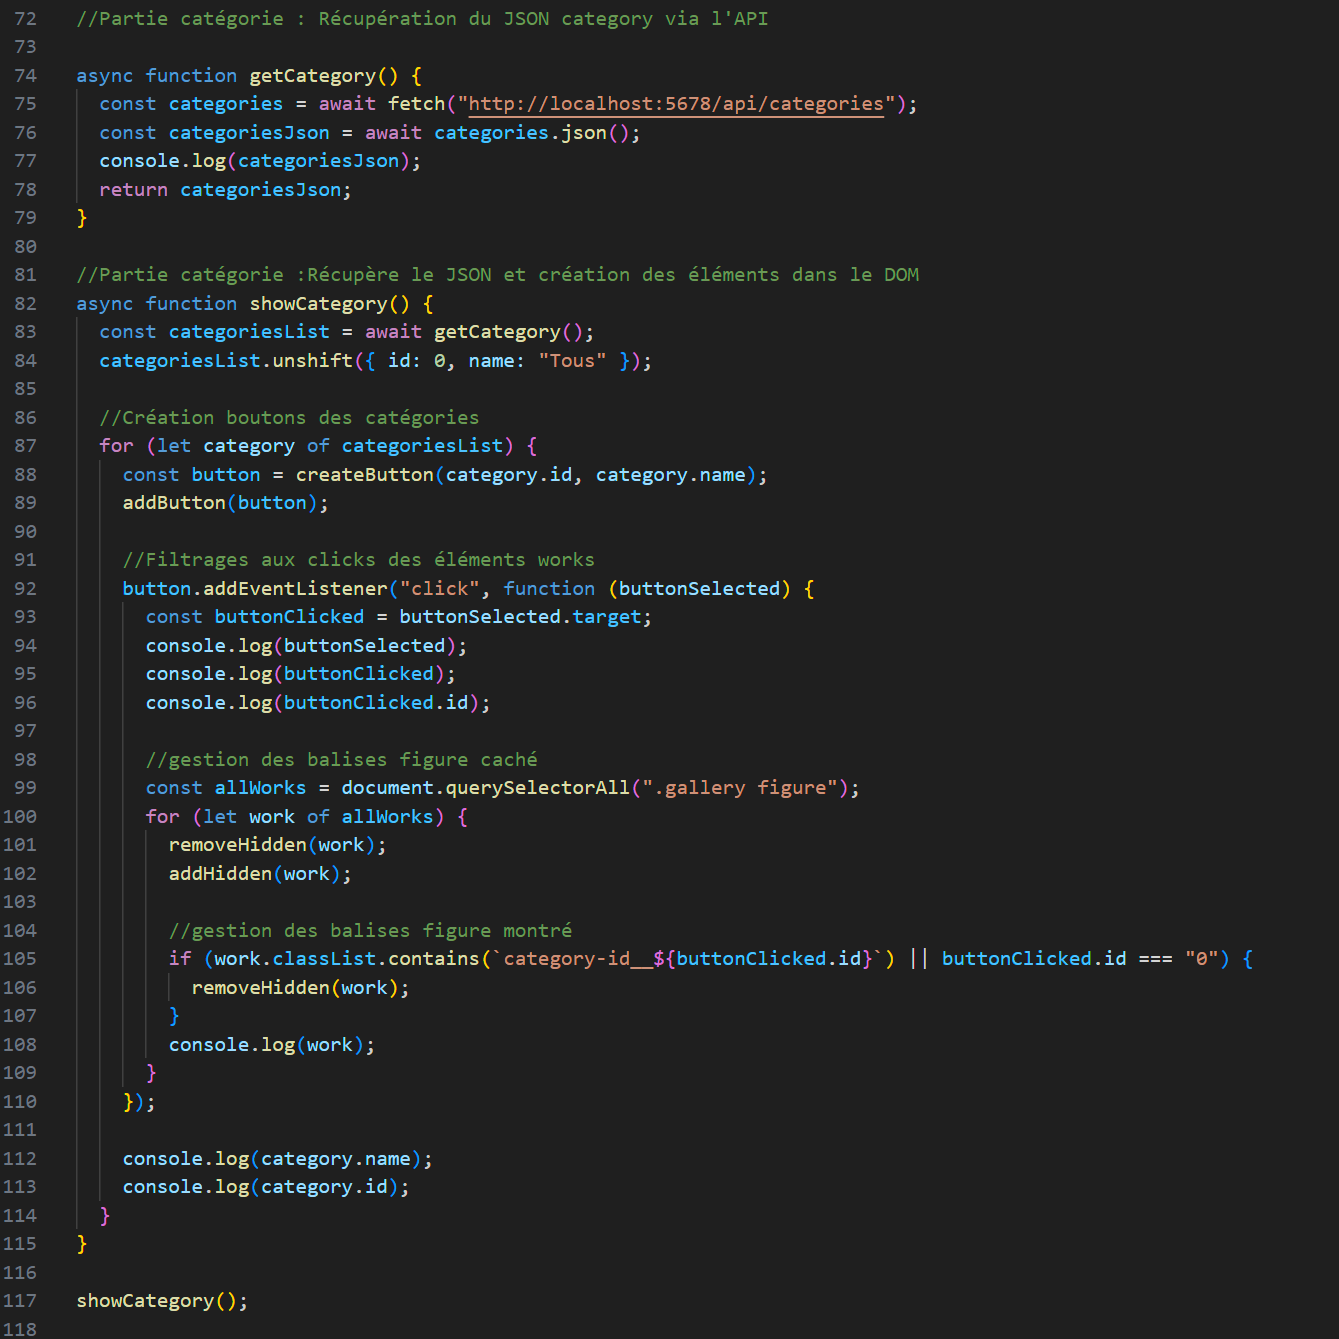 72 //Partie catégorie : Récupération du JSON category via l'API
73
74 async function getCategory() {
75   const categories = await fetch("http://localhost:5678/api/categories");
76   const categoriesJson = await categories.json();
77   console.log(categoriesJson);
78   return categoriesJson;
79 }
80
81 //Partie catégorie :Récupère le JSON et création des éléments dans le DOM
82 async function showCategory() {
83   const categoriesList = await getCategory();
84   categoriesList.unshift({ id: 0, name: "Tous" });
85
86   //Création boutons des catégories
87   for (let category of categoriesList) {
88     const button = createButton(category.id, category.name);
89     addButton(button);
90
91     //Filtrages aux clicks des éléments works
92     button.addEventListener("click", function (buttonSelected) {
93       const buttonClicked = buttonSelected.target;
94       console.log(buttonSelected);
95       console.log(buttonClicked);
96       console.log(buttonClicked.id);
97
98       //gestion des balises figure caché
99       const allWorks = document.querySelectorAll(".gallery figure");
100       for (let work of allWorks) {
101         removeHidden(work);
102         addHidden(work);
103
104         //gestion des balises figure montré
105         if (work.classList.contains(`category-id__${buttonClicked.id}`) || buttonClicked.id === "0") {
106           removeHidden(work);
107         }
108         console.log(work);
109       }
110     });
111
112     console.log(category.name);
113     console.log(category.id);
114   }
115 }
116
117 showCategory();
118